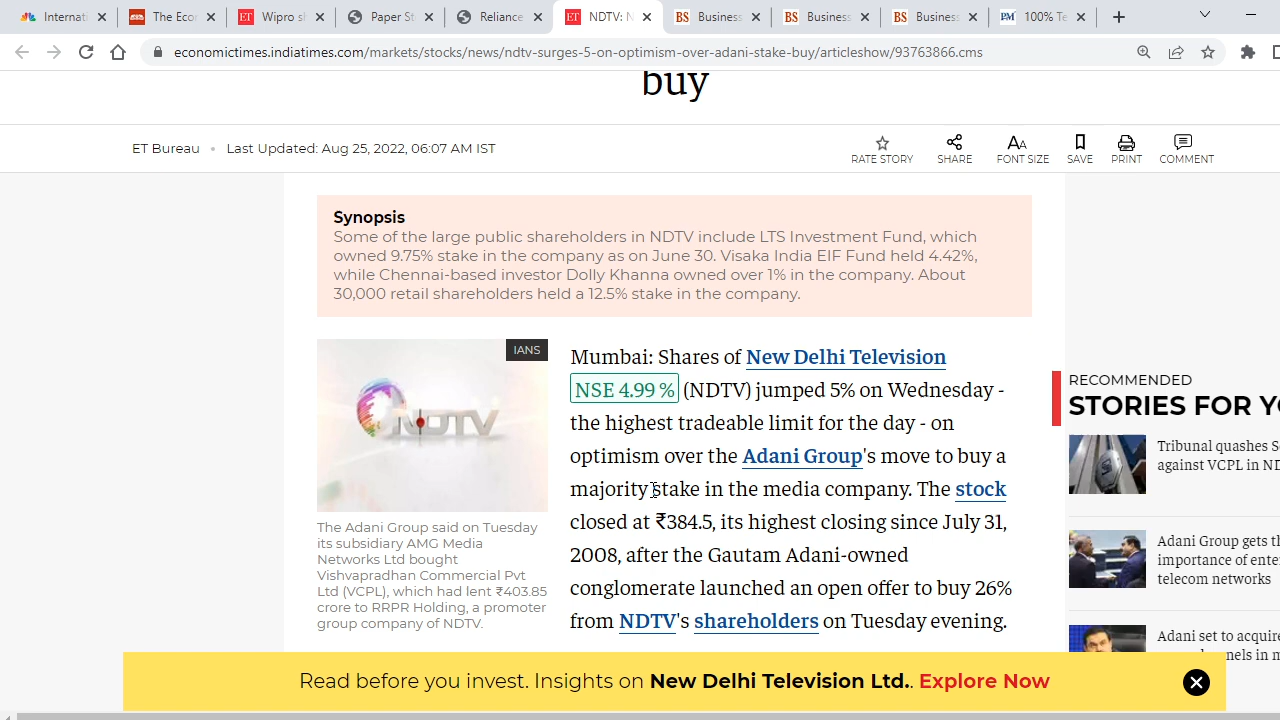 Internati
The Ecor
Wipro sh
Paper St
Reliance
NDTV: N
Business
Business
Business
100% Te
economictimes.indiatimes.com/markets/stocks/news/ndtv-surges-5-on-optimism-over-adani-stake-buy/articleshow/93763866.cms
buy
ET Bureau • Last Updated: Aug 25, 2022, 06:07 AM IST
RATE STORY SHARE FONT SIZE SAVE PRINT COMMENT
Synopsis
Some of the large public shareholders in NDTV include LTS Investment Fund, which
owned 9.75% stake in the company as on June 30. Visaka India EIF Fund held 4.42%,
while Chennai-based investor Dolly Khanna owned over 1% in the company. About
30,000 retail shareholders held a 12.5% stake in the company.
IANS
NDTV
The Adani Group said on Tuesday
its subsidiary AMG Media
Networks Ltd bought
Vishvapradhan Commercial Pvt
Ltd (VCPL), which had lent ₹403.85
crore to RRPR Holding, a promoter
group company of NDTV.
Mumbai: Shares of New Delhi Television
NSE 4.99 % (NDTV) jumped 5% on Wednesday -
the highest tradeable limit for the day - on
optimism over the Adani Group's move to buy a
majority stake in the media company. The stock
closed at ₹384.5, its highest closing since July 31,
2008, after the Gautam Adani-owned
conglomerate launched an open offer to buy 26%
from NDTV's shareholders on Tuesday evening.
RECOMMENDED
STORIES FOR YO
Tribunal quashes S
against VCPL in ND
Adani Group gets th
importance of ente
telecom networks
Adani set to acquire
nels in m
Read before you invest. Insights on New Delhi Television Ltd.. Explore Now